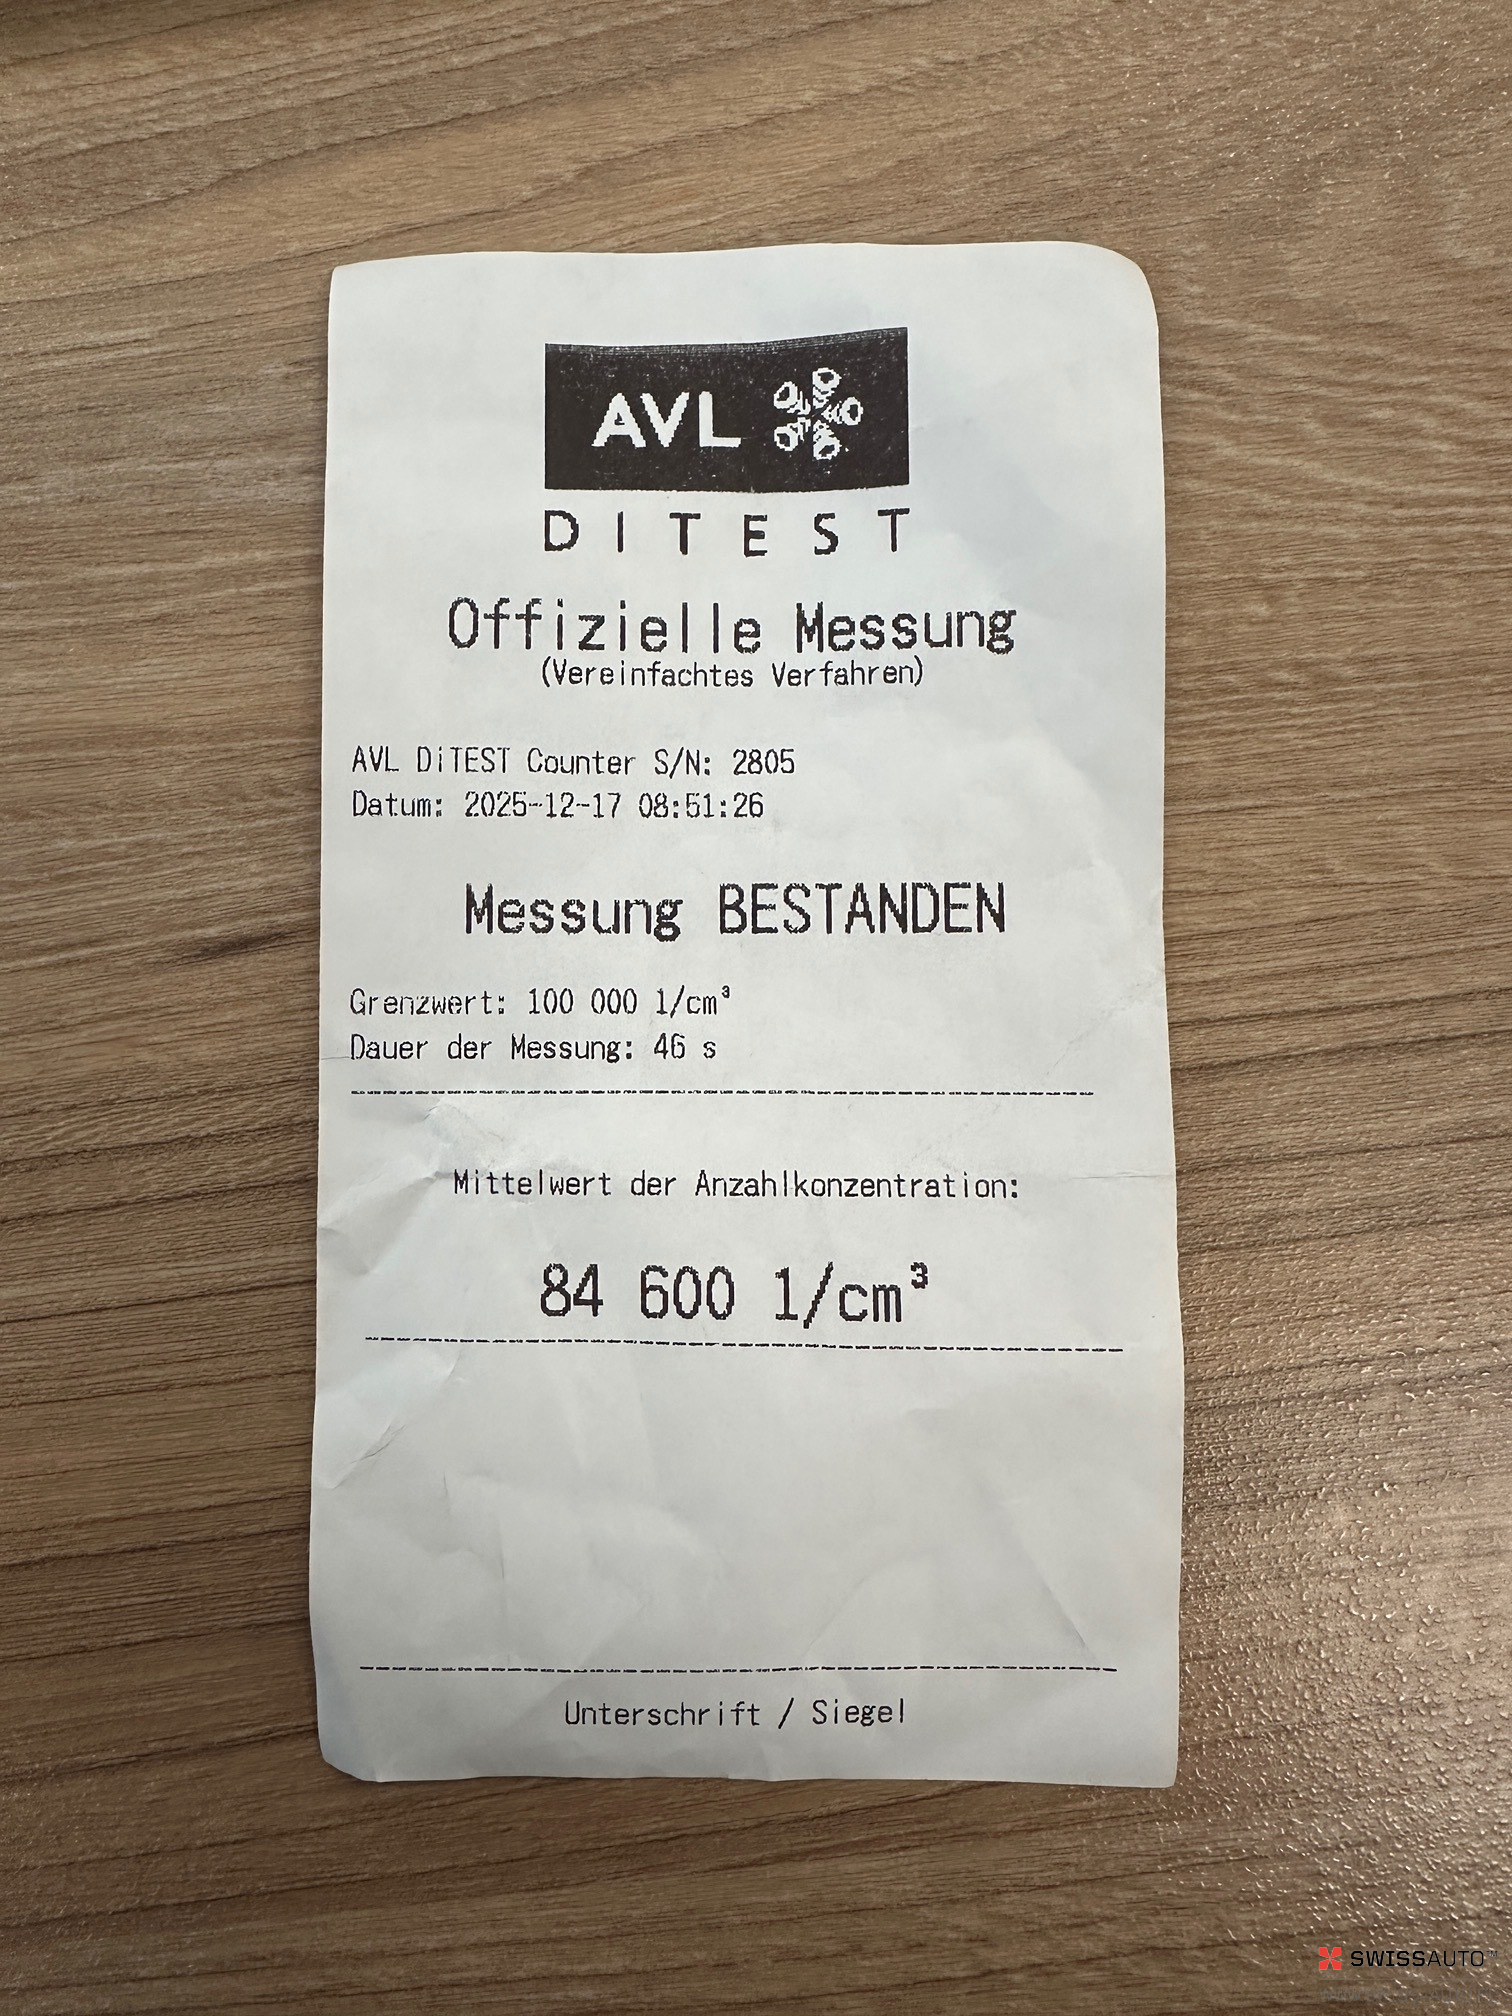 AVL
DITEST
Offizielle Messung
(Vereinfachtes Verfahren)
AVL DiTEST Counter S/N: 2805
Datum: 2025-12-17 08:51:26
Messung BESTANDEN
Grenzwert: 100 000 1/cm³
Dauer der Messung: 46 s
Mittelwert der Anzahlkonzentration:
84 600 1/cm³
Unterschrift / Siegel
SWISSAUTO™